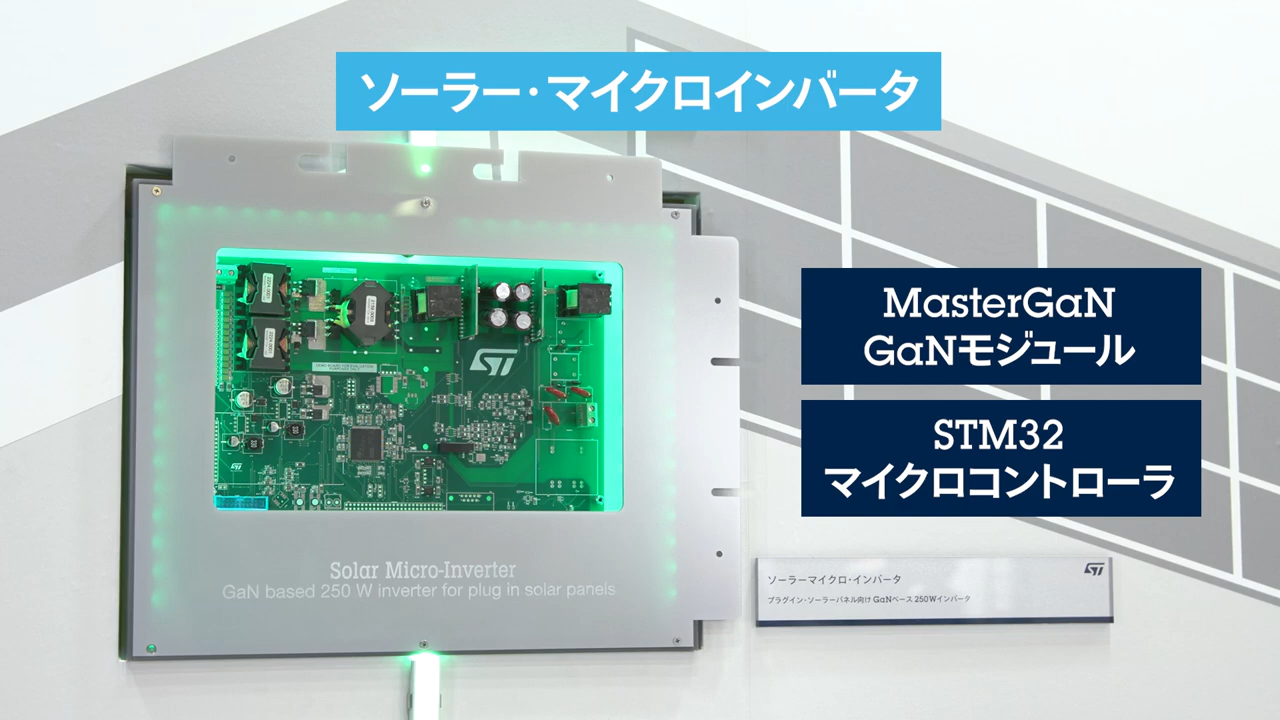 ソーラー・マイクロインバータ
MasterGaN
GaNモジュール
STM32
マイクロコントローラ
ST
Solar Micro-Inverter
GaN based 250 W inverter for plug in solar panels
ST
ソーラーマイクロ・インバータ
プラグイン・ソーラーパネル向け GaNベース 250Wインバータ